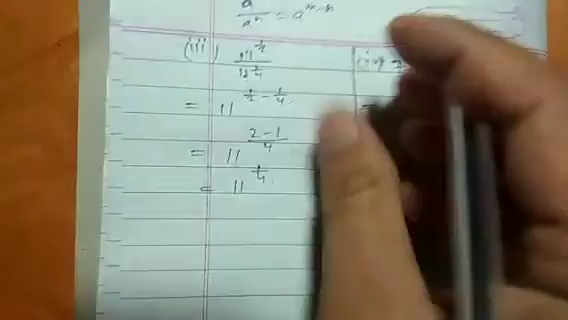 a^m/a^n = a^(m-n)
(iii) 11^(1/2)/11^(1/4)
= 11^(1/2 - 1/4)
= 11^((2-1)/4)
= 11^(1/4)